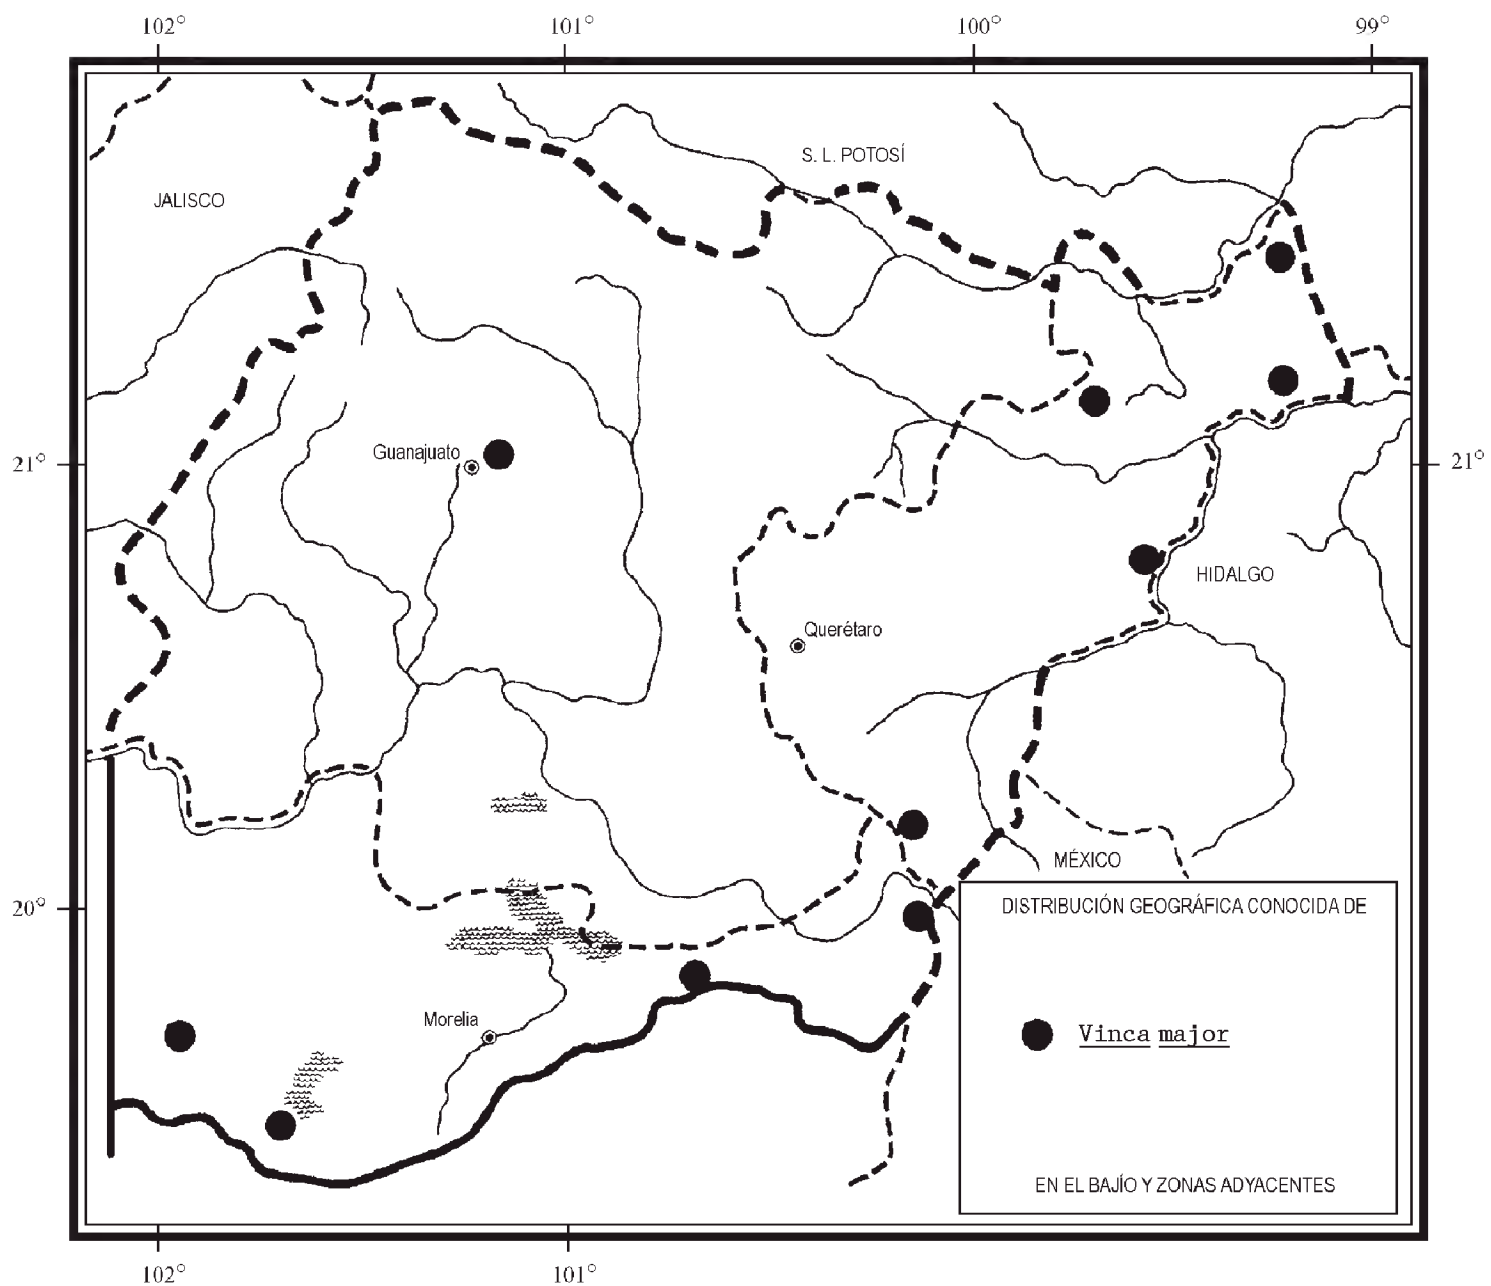 102° 101° 100° 99°
S. L. POTOSÍ
JALISCO
Guanajuato
21° 21°
HIDALGO
Querétaro
MÉXICO
20°
DISTRIBUCIÓN GEOGRÁFICA CONOCIDA DE
Morelia
Vinca major
EN EL BAJÍO Y ZONAS ADYACENTES
102° 101°